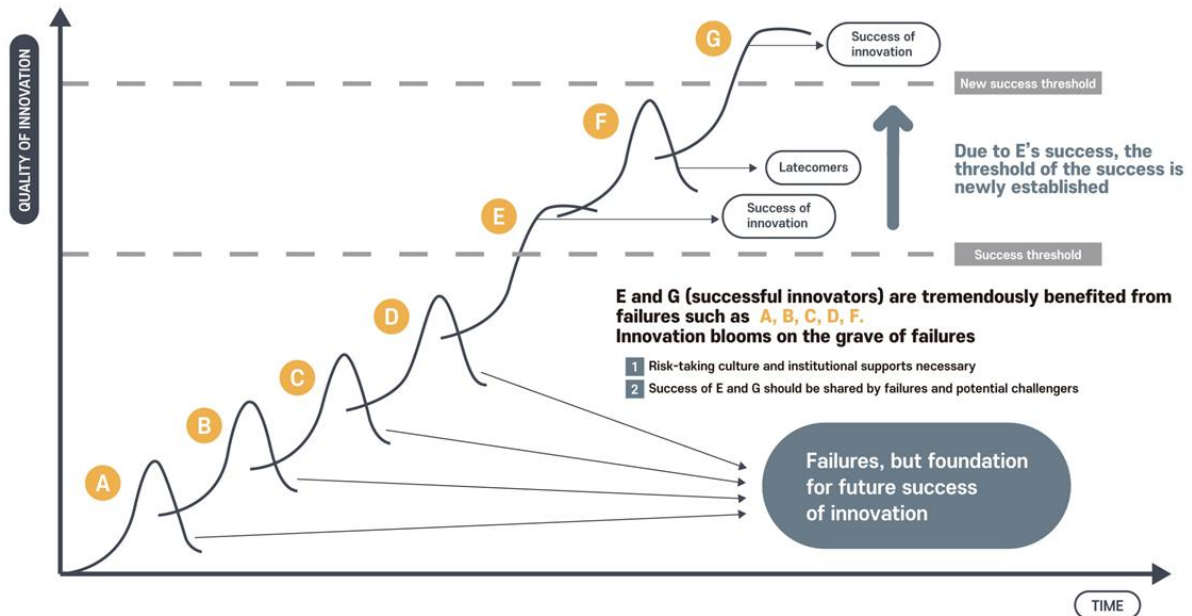 QUALITY OF INNOVATION
G
Success of
innovation
New success threshold
F
Due to E's success, the
threshold of the success is
newly established
Latecomers
E
Success of
innovation
Success threshold
E and G (successful innovators) are tremendously benefited from
failures such as A, B, C, D, F.
Innovation blooms on the grave of failures
1 Risk-taking culture and institutional supports necessary
2 Success of E and G should be shared by failures and potential challengers
D
C
B
A
Failures, but foundation
for future success
of innovation
TIME